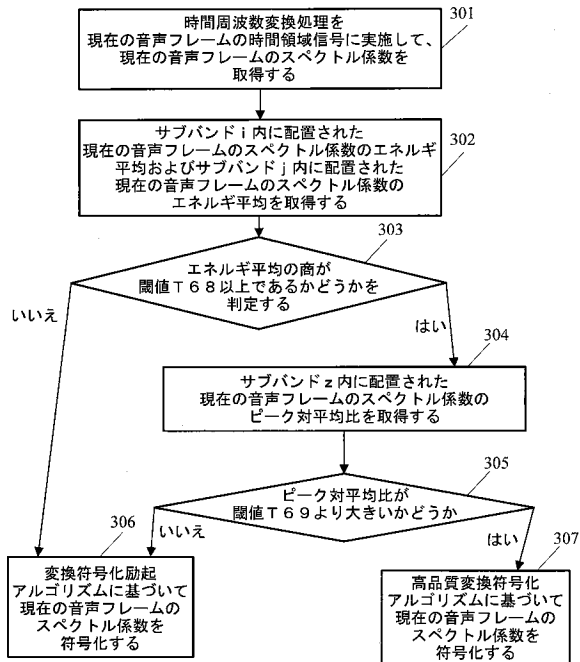 時間周波数変換処理を
現在の音声フレームの時間領域信号に実施して、
現在の音声フレームのスペクトル係数を
取得する
301
サブバンドi内に配置された
現在の音声フレームのスペクトル係数のエネルギ
平均およびサブバンドj内に配置された
現在の音声フレームのスペクトル係数の
エネルギ平均を取得する
302
303
エネルギ平均の商が
閾値T68以上であるかどうかを
判定する
いいえ
はい
304
サブバンドz内に配置された
現在の音声フレームのスペクトル係数の
ピーク対平均比を取得する
305
ピーク対平均比が
閾値T69より大きいかどうか
306
いいえ
はい
307
変換符号化励起
アルゴリズムに基づいて
現在の音声フレームの
スペクトル係数を
符号化する
高品質変換符号化
アルゴリズムに基づいて
現在の音声フレームの
スペクトル係数を
符号化する